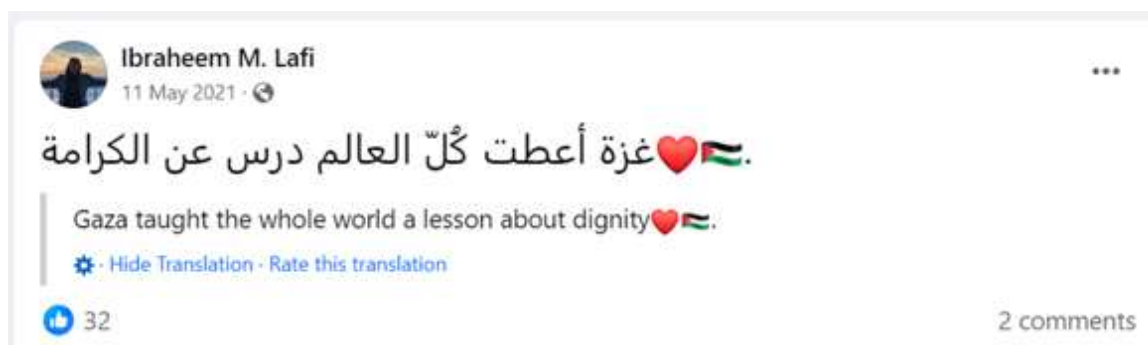 Ibraheem M. Lafi
11 May 2021 ·
غزة أعطت كُلّ العالم درس عن الكرامة❤️🇵🇸.
Gaza taught the whole world a lesson about dignity❤️🇵🇸.
· Hide Translation · Rate this translation
32
2 comments